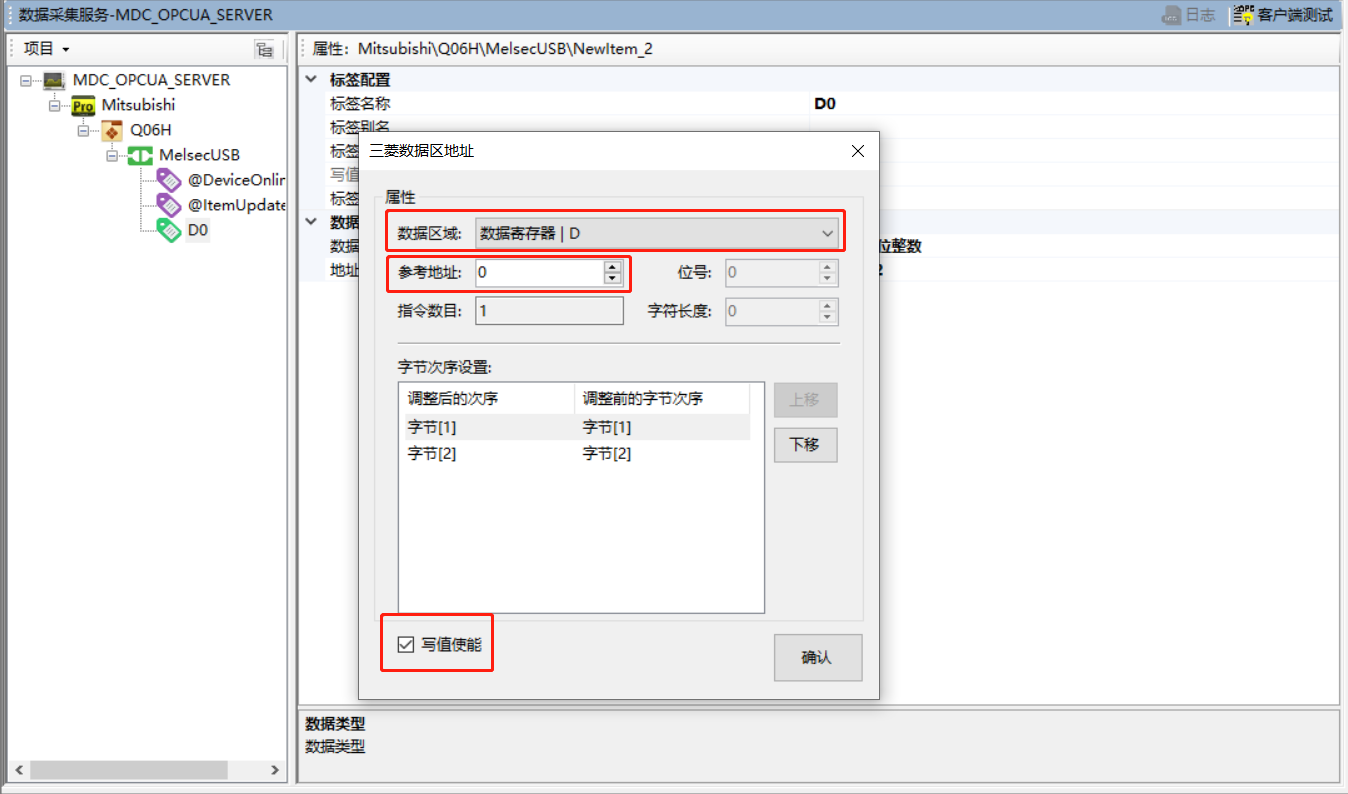 数据采集服务-MDC_OPCUA_SERVER
日志
客户端测试
项目
属性: Mitsubishi\Q06H\MelsecUSB\NewItem_2
MDC_OPCUA_SERVER
Mitsubishi
Q06H
MelsecUSB
@DeviceOnlin
@ItemUpdate
D0
标签配置
标签名称 D0
标签别名
标签
写值
标签
数据
数据 位整数
地址 2
三菱数据区地址
属性
数据区域: 数据寄存器 | D
参考地址: 0 位号: 0
指令数目: 1 字符长度: 0
字节次序设置:
调整后的次序 调整前的字节次序
字节[1] 字节[1]
字节[2] 字节[2]
上移
下移
写值使能
确认
数据类型
数据类型